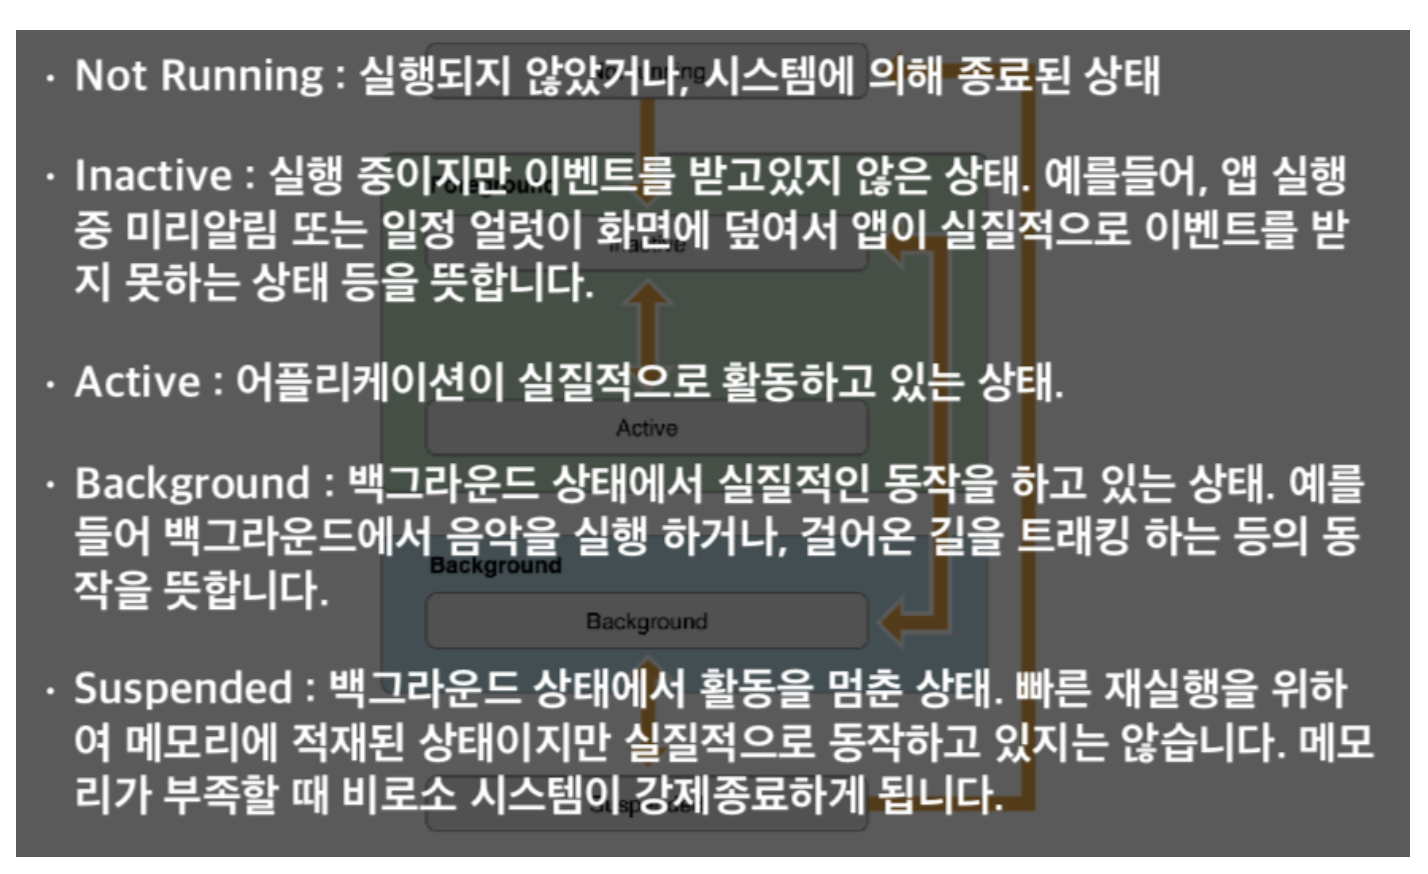 · Not Running : 실행되지 않았거나, 시스템에 의해 종료된 상태
· Inactive : 실행 중이지만 이벤트를 받고있지 않은 상태. 예를들어, 앱 실행
중 미리알림 또는 일정 얼럿이 화면에 덮여서 앱이 실질적으로 이벤트를 받
지 못하는 상태 등을 뜻합니다.
· Active : 어플리케이션이 실질적으로 활동하고 있는 상태.
· Background : 백그라운드 상태에서 실질적인 동작을 하고 있는 상태. 예를
들어 백그라운드에서 음악을 실행 하거나, 걸어온 길을 트래킹 하는 등의 동
작을 뜻합니다.
· Suspended : 백그라운드 상태에서 활동을 멈춘 상태. 빠른 재실행을 위하
여 메모리에 적재된 상태이지만 실질적으로 동작하고 있지는 않습니다. 메모
리가 부족할 때 비로소 시스템이 강제종료하게 됩니다.
Not running
Foreground
Inactive
Active
Background
Background
Suspended